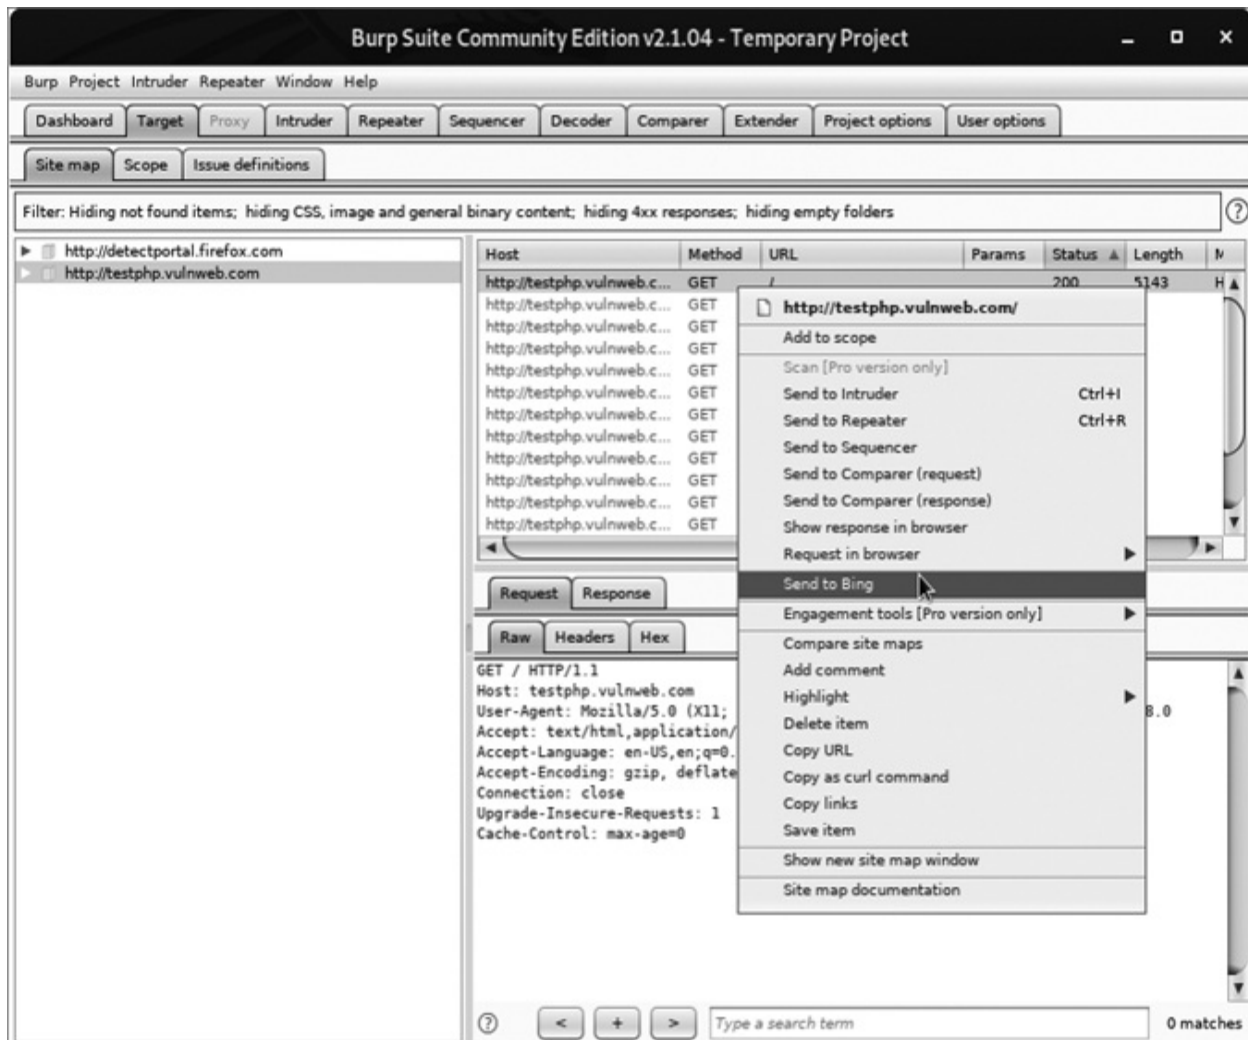 Burp Suite Community Edition v2.1.04 - Temporary Project
Burp Project Intruder Repeater Window Help
Dashboard Target Proxy Intruder Repeater Sequencer Decoder Comparer Extender Project options User options
Site map Scope Issue definitions
Filter: Hiding not found items; hiding CSS, image and general binary content; hiding 4xx responses; hiding empty folders ?
http://detectportal.firefox.com
http://testphp.vulnweb.com
Host Method URL Params Status Length
http://testphp.vulnweb.c... GET / 200 5143 H
http://testphp.vulnweb.c... GET
http://testphp.vulnweb.c... GET
http://testphp.vulnweb.c... GET
http://testphp.vulnweb.c... GET
http://testphp.vulnweb.c... GET
http://testphp.vulnweb.c... GET
http://testphp.vulnweb.c... GET
http://testphp.vulnweb.c... GET
http://testphp.vulnweb.c... GET
http://testphp.vulnweb.c... GET
http://testphp.vulnweb.c... GET
http://testphp.vulnweb.com/
Add to scope
Scan [Pro version only]
Send to Intruder Ctrl+I
Send to Repeater Ctrl+R
Send to Sequencer
Send to Comparer (request)
Send to Comparer (response)
Show response in browser
Request in browser
Send to Bing
Engagement tools [Pro version only]
Compare site maps
Add comment
Highlight
Delete item
Copy URL
Copy as curl command
Copy links
Save item
Show new site map window
Site map documentation
Request Response
Raw Headers Hex
GET / HTTP/1.1
Host: testphp.vulnweb.com
User-Agent: Mozilla/5.0 (X11; 8.0
Accept: text/html,application/
Accept-Language: en-US,en;q=0.
Accept-Encoding: gzip, deflate
Connection: close
Upgrade-Insecure-Requests: 1
Cache-Control: max-age=0
? < + > Type a search term 0 matches